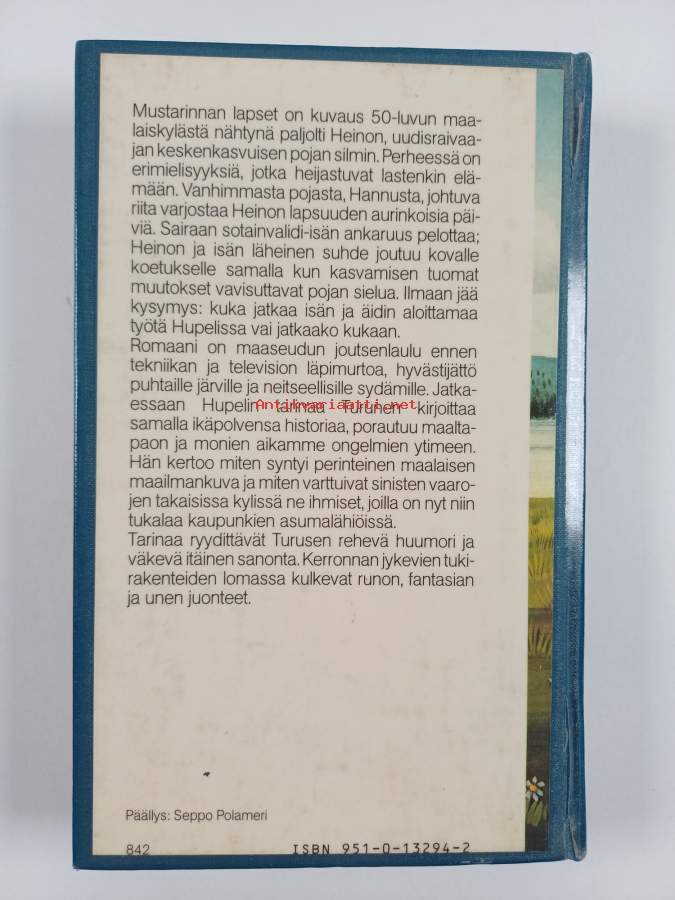 Mustarinnan lapset on kuvaus 50-luvun maa-
laiskylästä nähtynä paljolti Heinon, uudisraivaa-
jan keskenkasvuisen pojan silmin. Perheessä on
erimielisyyksiä, jotka heijastuvat lastenkin elä-
mään. Vanhimmasta pojasta, Hannusta, johtuva
riita varjostaa Heinon lapsuuden aurinkoisia päi-
viä. Sairaan sotainvalidi-isän ankaruus pelottaa;
Heinon ja isän läheinen suhde joutuu kovalle
koetukselle samalla kun kasvamisen tuomat
muutokset vavisuttavat pojan sielua. Ilmaan jää
kysymys: kuka jatkaa isän ja äidin aloittamaa
työtä Hupelissa vai jatkaako kukaan.
Romaani on maaseudun joutsenlaulu ennen
tekniikan ja television läpimurtoa, hyvästijättö
puhtaille järville ja neitseellisille sydämille. Jatka-
essaan Hupelin tarinaa Turunen kirjoittaa
Antikvariaatti.net
samalla ikäpolvensa historiaa, porautuu maalta-
paon ja monien aikamme ongelmien ytimeen.
Hän kertoo miten syntyi perinteinen maalaisen
maailmankuva ja miten varttuivat sinisten vaaro-
jen takaisissa kylissä ne ihmiset, joilla on nyt niin
tukalaa kaupunkien asumalähiöissä.
Tarinaa ryydittävät Turusen rehevä huumori ja
väkevä itäinen sanonta. Kerronnan jykevien tuki-
rakenteiden lomassa kulkevat runon, fantasian
ja unen juonteet.
Päällys: Seppo Polameri
842 ISBN 951-0-13294-2